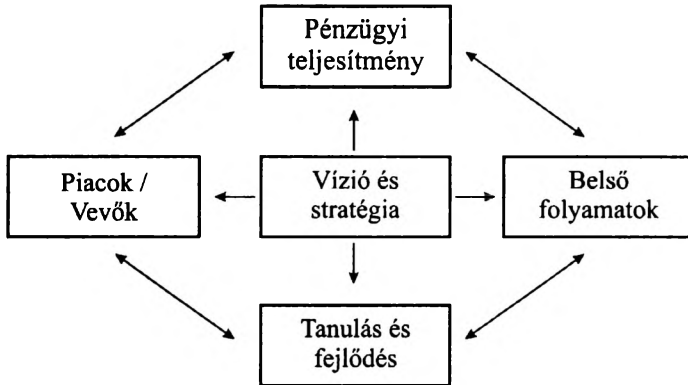 Pénzügyi
teljesítmény
Piacok /
Vevők
Vízió és
stratégia
Belső
folyamatok
Tanulás és
fejlődés